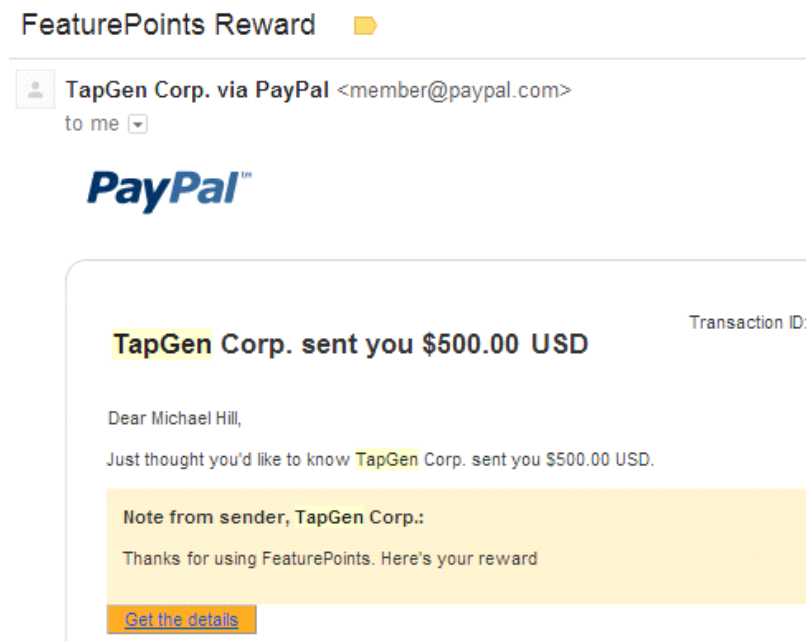 FeaturePoints Reward
TapGen Corp. via PayPal <member@paypal.com>
to me
PayPal™
Transaction ID:
TapGen Corp. sent you $500.00 USD
Dear Michael Hill,
Just thought you'd like to know TapGen Corp. sent you $500.00 USD.
Note from sender, TapGen Corp.:
Thanks for using FeaturePoints. Here's your reward
Get the details